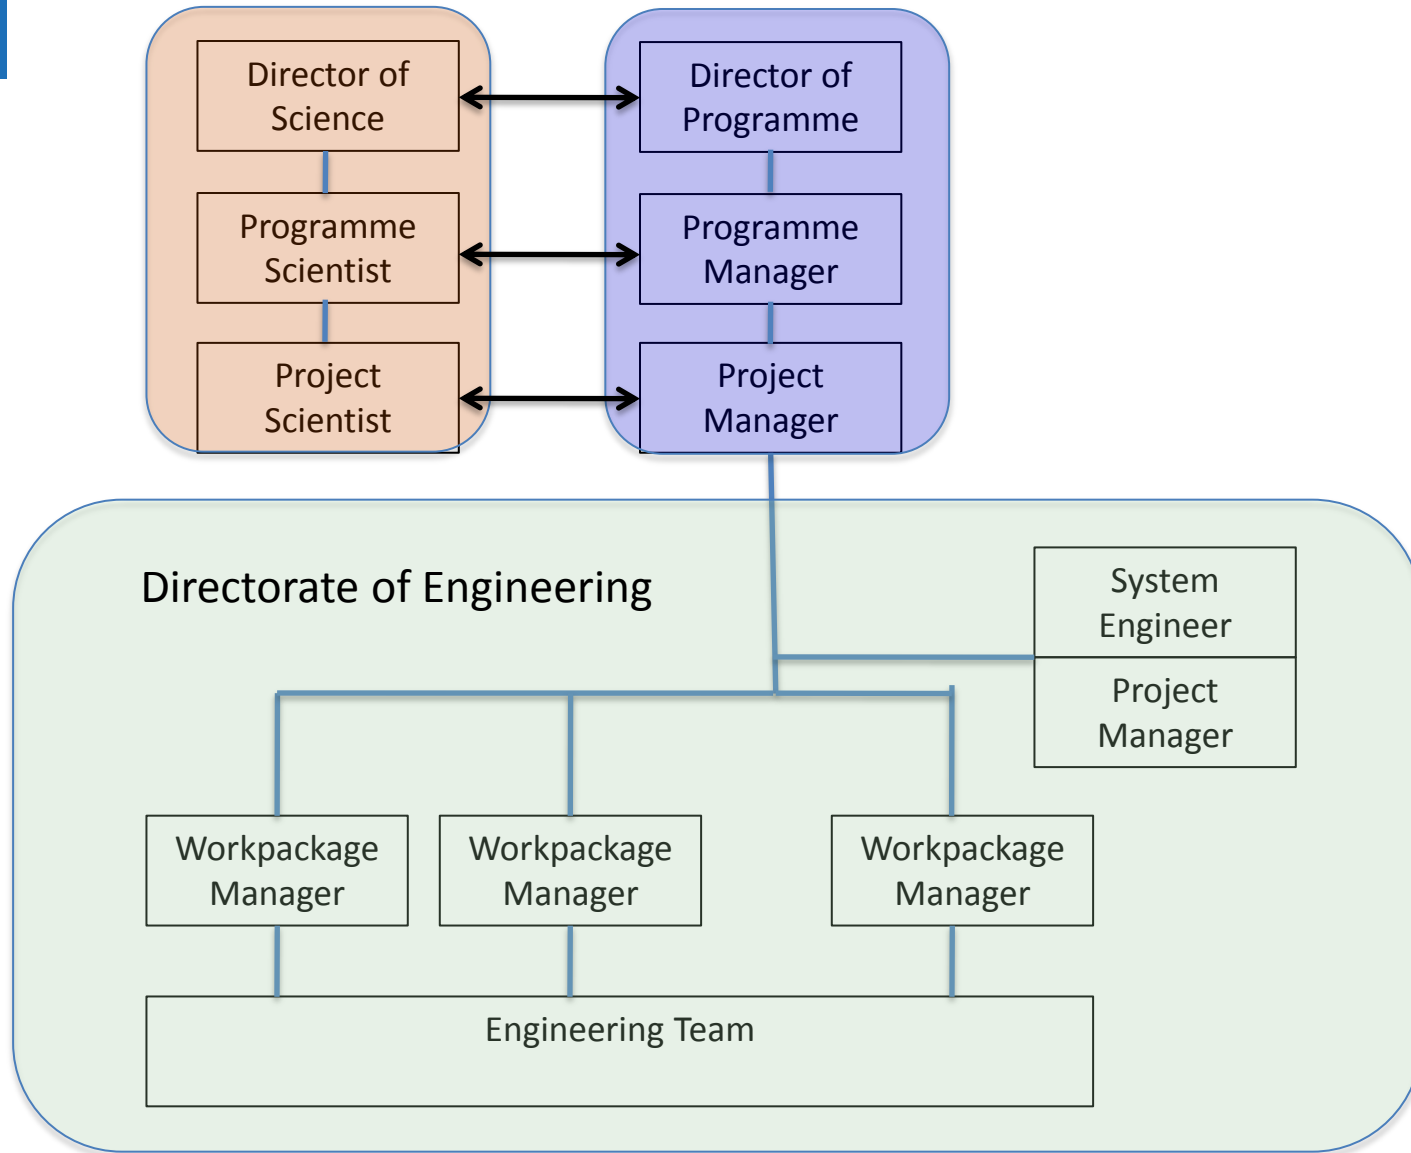 Director of
Science
Director of
Programme
Programme
Scientist
Programme
Manager
Project
Scientist
Project
Manager
Directorate of Engineering
System
Engineer
Project
Manager
Workpackage
Manager
Workpackage
Manager
Workpackage
Manager
Engineering Team